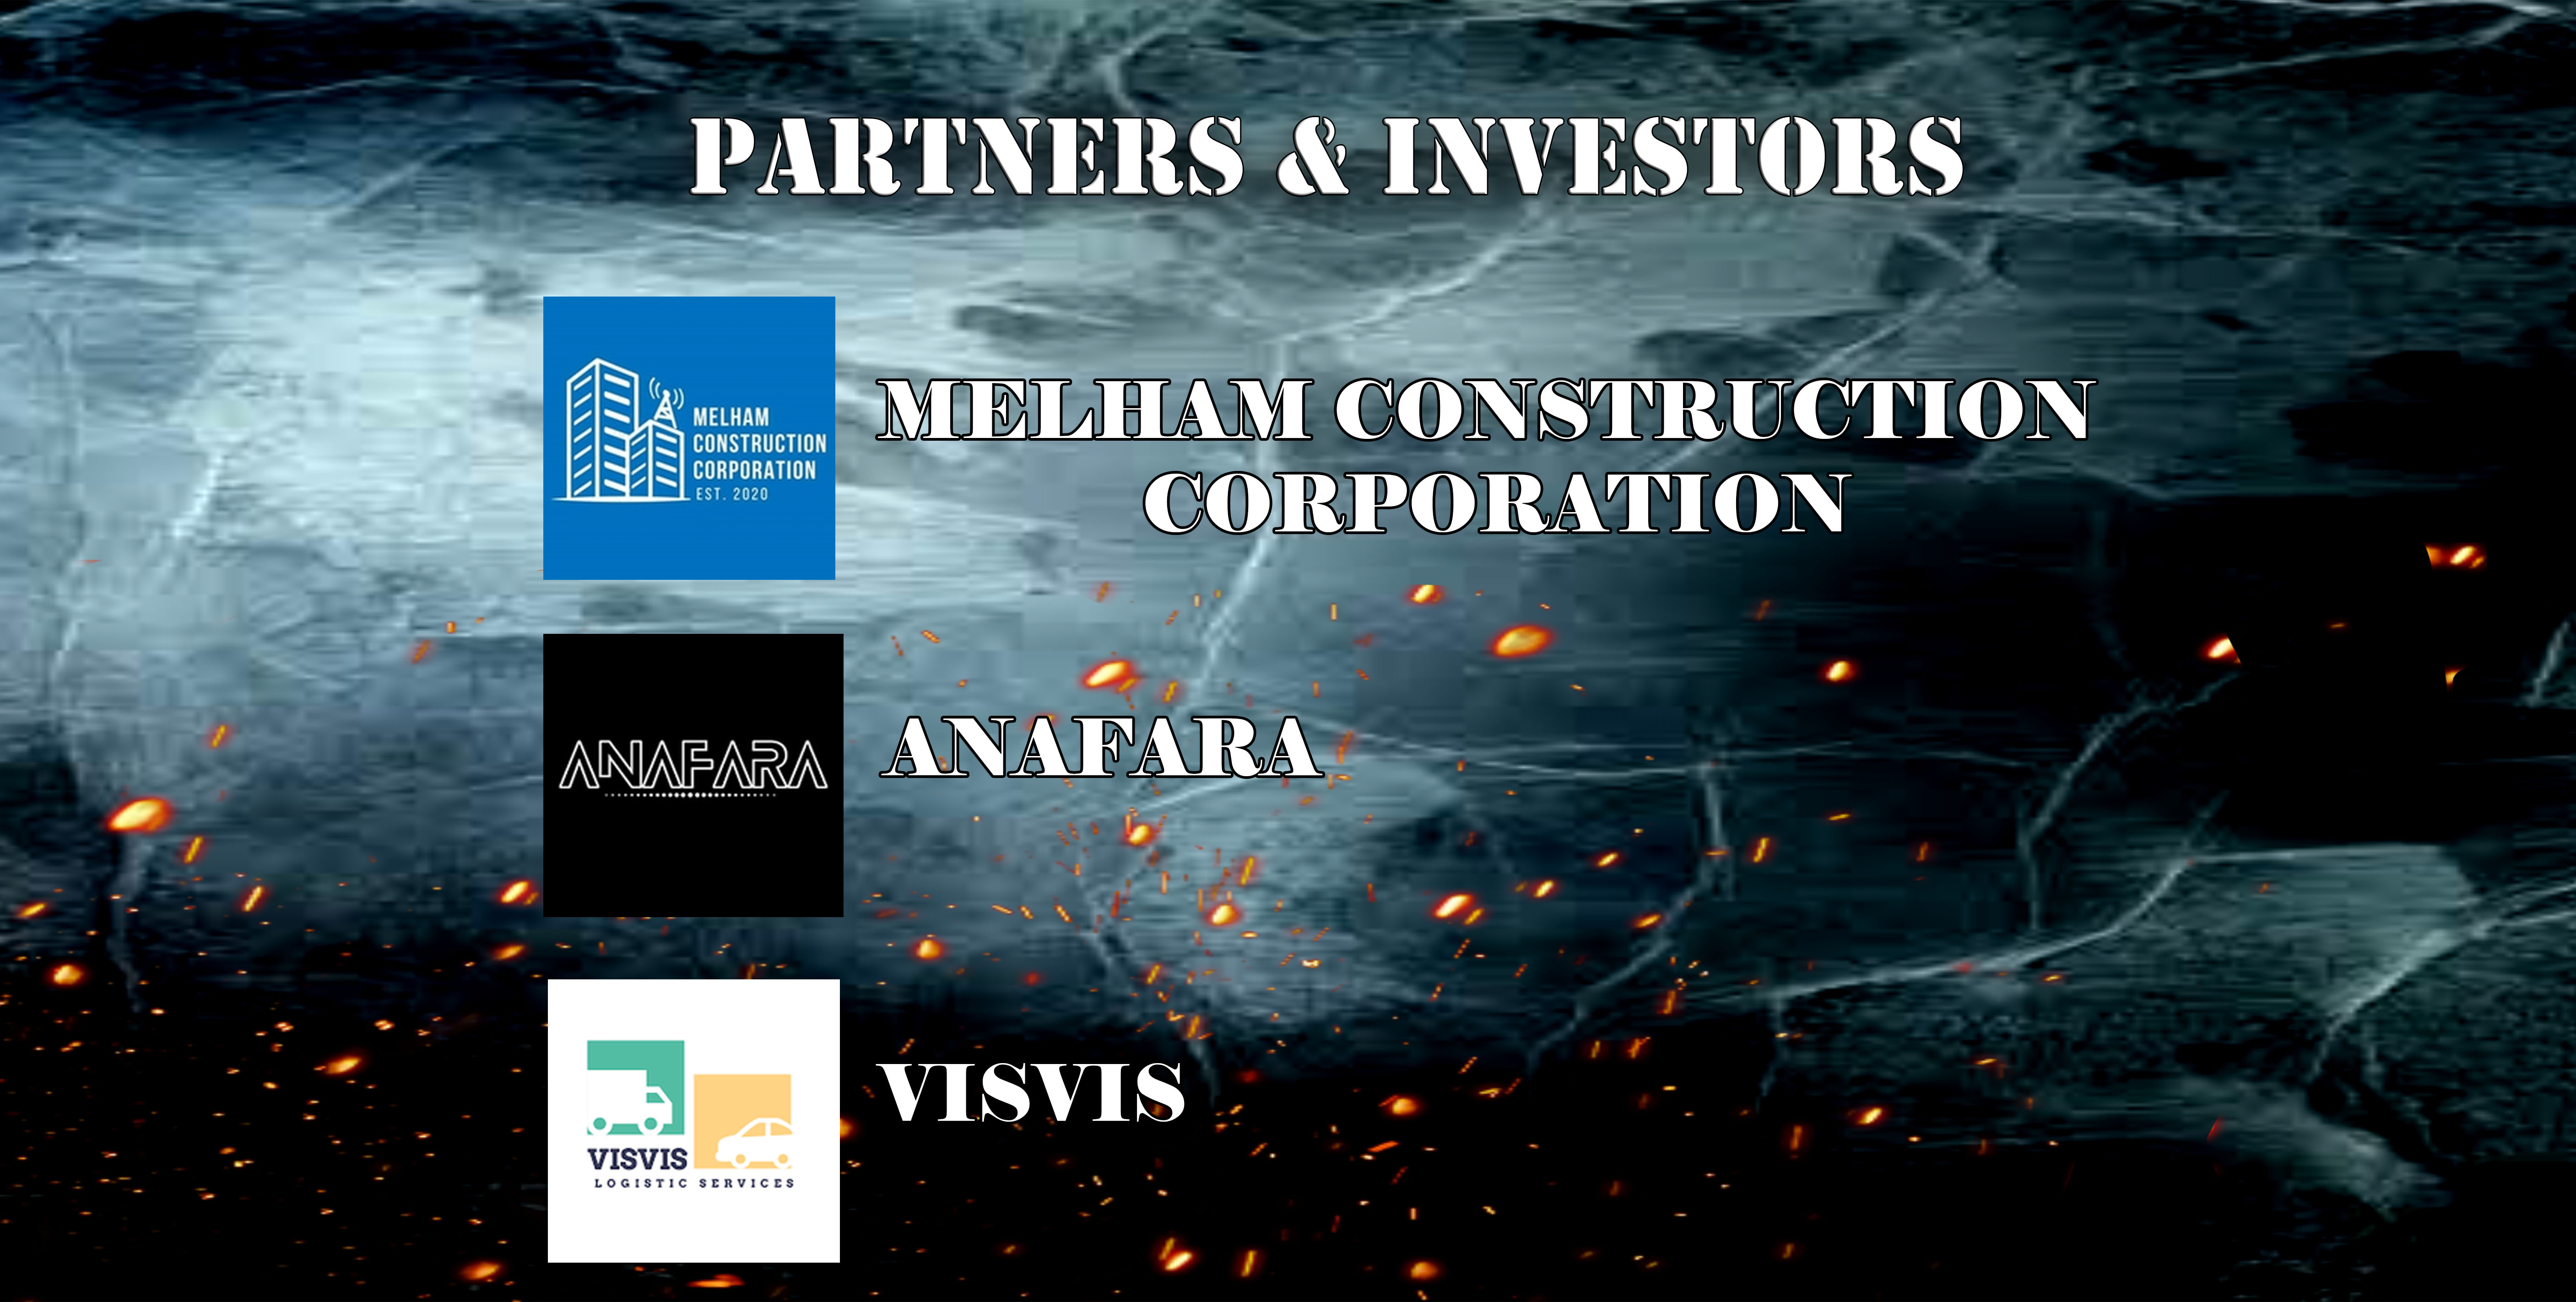 PARTNERS & INVESTORS
MELHAM
CONSTRUCTION
CORPORATION
EST. 2020
MELHAM CONSTRUCTION
CORPORATION
ANAFARA
ANAFARA
VISVIS
LOGISTIC SERVICES
VISVIS